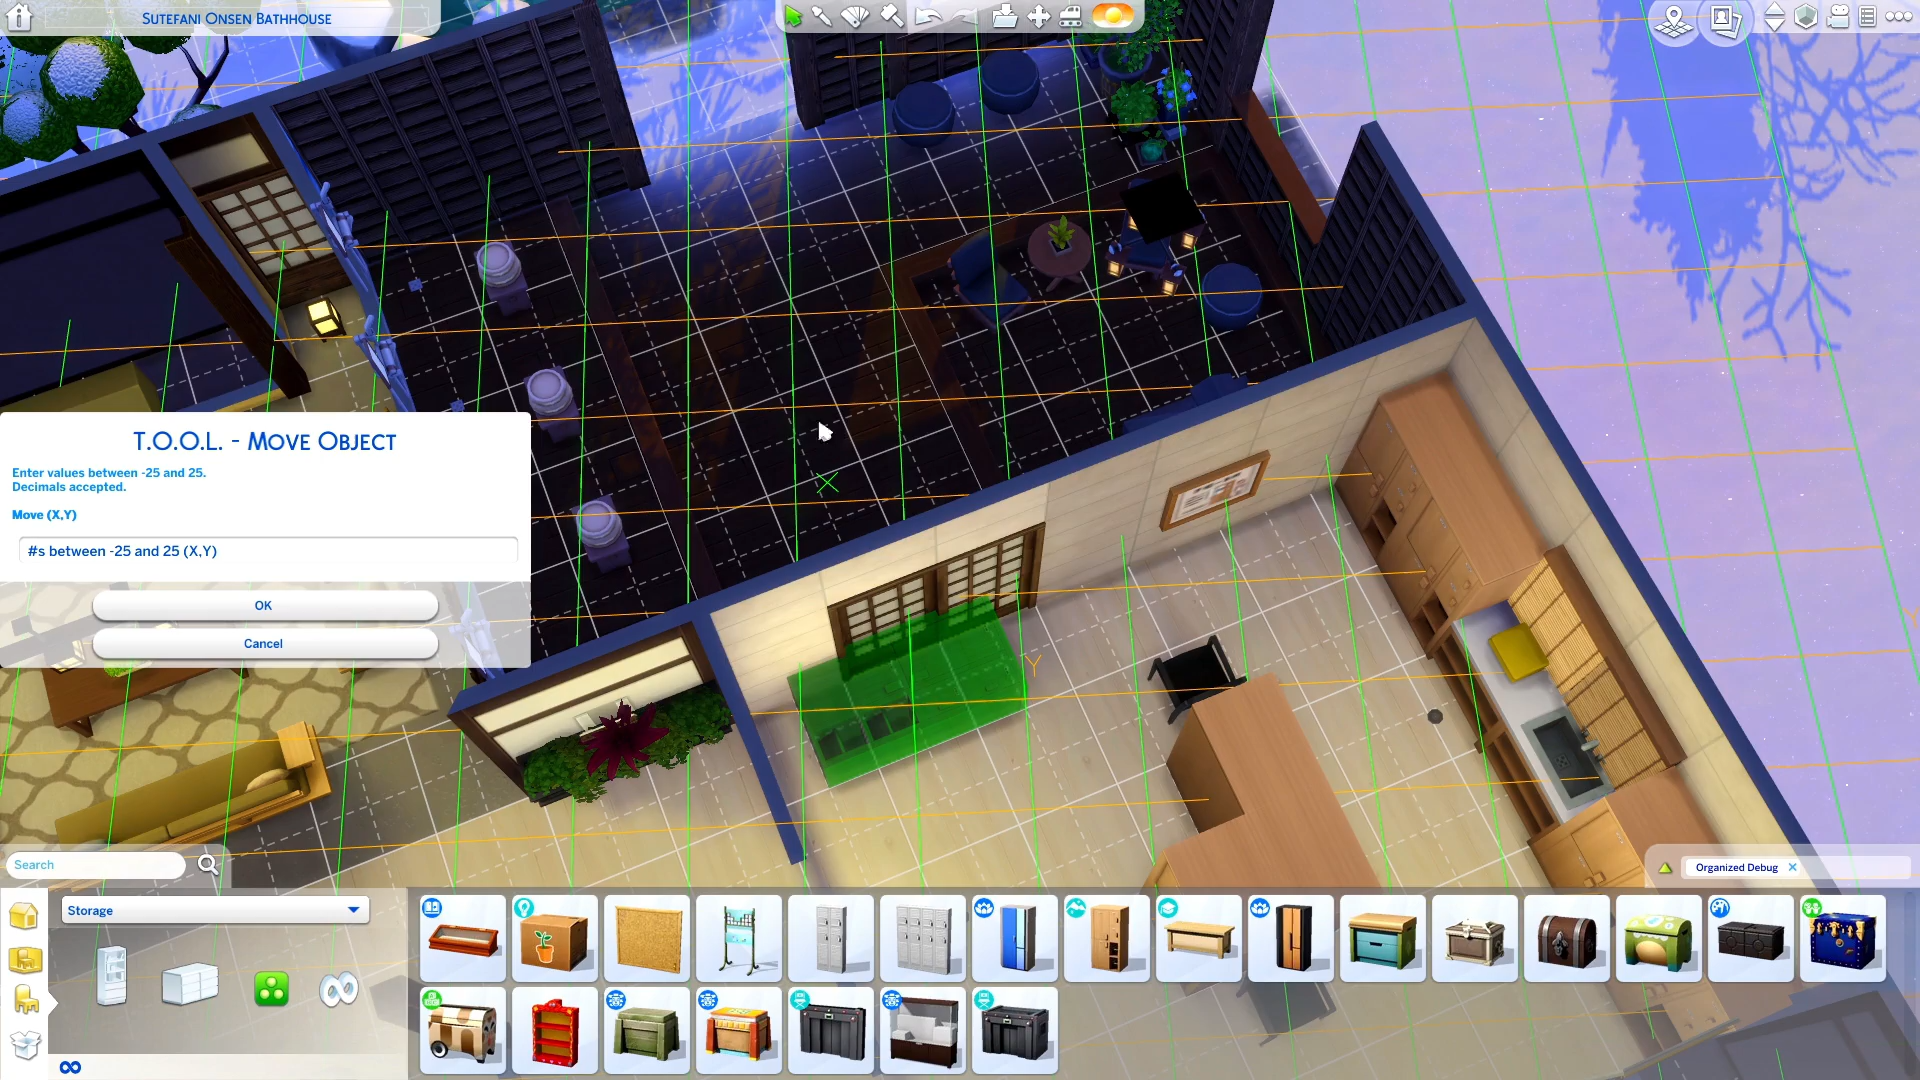 Sutefani Onsen Bathhouse
T.O.O.L. - Move Object
Enter values between -25 and 25.
Decimals accepted.
Move (X,Y)
#s between -25 and 25 (X,Y)
OK
Cancel
Y
Search
Organized Debug
Storage